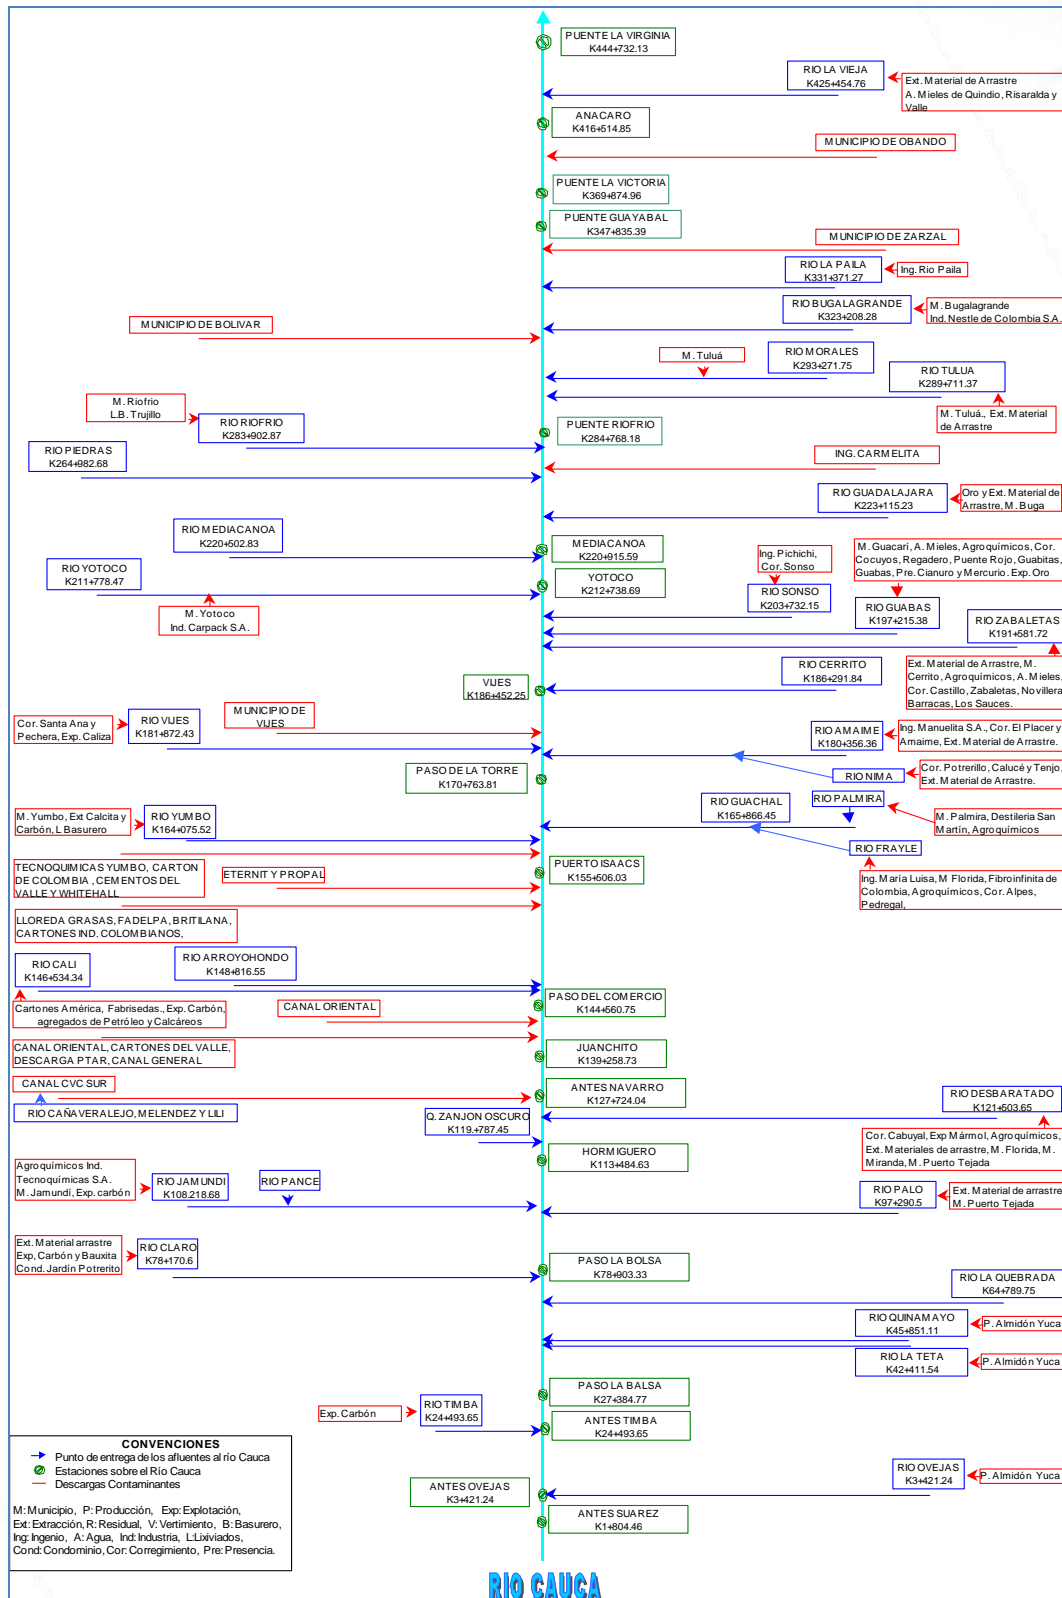 PUENTE LA VIRGINIA
K444+732.13
RIO LA VIEJA
K425+454.76
Ext. Material de Arrastre
A. Mieles de Quindio, Risaralda y
Valle
ANACARO
K416+514.85
MUNICIPIO DE OBANDO
PUENTE LA VICTORIA
K369+874.96
PUENTE GUAYABAL
K347+835.39
MUNICIPIO DE ZARZAL
RIO LA PAILA
K331+371.27
Ing. Rio Paila
RIO BUGALAGRANDE
K323+208.28
M. Bugalagrande
Ind. Nestle de Colombia S.A.
MUNICIPIO DE BOLIVAR
M. Tuluá
RIO MORALES
K293+271.75
RIO TULUA
K289+711.37
M. Tuluá., Ext. Material
de Arrastre
M. Riofrio
L.B. Trujillo
RIO RIOFRIO
K283+902.87
PUENTE RIOFRIO
K284+768.18
RIO PIEDRAS
K264+982.68
ING. CARMELITA
RIO GUADALAJARA
K223+115.23
Oro y Ext. Material de
Arrastre, M. Buga
RIO MEDIACANOA
K220+502.83
MEDIACANOA
K220+915.59
RIO YOTOCO
K211+778.47
YOTOCO
K212+738.69
M. Yotoco
Ind. Carpack S.A.
Ing. Pichichi,
Cor. Sonso
RIO SONSO
K203+732.15
M. Guacarí, A. Mieles, Agroquímicos, Cor.
Cocuyos, Regadero, Puente Rojo, Guabitas,
Guabas, Pre. Cianuro y Mercurio. Exp. Oro
RIO GUABAS
K197+215.38
RIO ZABALETAS
K191+581.72
Ext. Material de Arrastre, M.
Cerrito, Agroquímicos, A. Mieles,
Cor. Castillo, Zabaletas, Novillera
Barracas, Los Sauces.
RIO CERRITO
K186+291.84
VIJES
K186+452.25
Cor. Santa Ana y
Pechera, Exp. Caliza
RIO VIJES
K181+872.43
MUNICIPIO DE
VIJES
RIO AMAIME
K180+356.36
Ing. Manuelita S.A., Cor. El Placer y
Amaime, Ext. Material de Arrastre.
PASO DE LA TORRE
K170+763.81
RIO NIMA
Cor. Potrerillo, Calucé y Tenjo,
Ext. Material de Arrastre.
M. Yumbo, Ext Calcita y
Carbón, L Basurero
RIO YUMBO
K164+075.52
RIO GUACHAL
K165+866.45
RIO PALMIRA
M. Palmira, Destileria San
Martín, Agroquímicos
RIO FRAYLE
Ing. María Luisa, M Florida, Fibroinfinita de
Colombia, Agroquímicos, Cor. Alpes,
Pedregal,
TECNOQUIMICAS YUMBO, CARTON
DE COLOMBIA , CEMENTOS DEL
VALLE Y WHITEHALL
ETERNIT Y PROPAL
PUERTO ISAACS
K155+506.03
LLOREDA GRASAS, FADELPA, BRITILANA,
CARTONES IND. COLOMBIANOS,
RIO CALI
K146+534.34
RIO ARROYOHONDO
K148+816.55
Cartones América, Fabrisedas., Exp. Carbón,
agregados de Petróleo y Calcáreos
CANAL ORIENTAL
PASO DEL COMERCIO
K144+560.75
CANAL ORIENTAL, CARTONES DEL VALLE,
DESCARGA PTAR, CANAL GENERAL
JUANCHITO
K139+258.73
CANAL CVC SUR
RIO CAÑAVERALEJO, MELENDEZ Y LILI
ANTES NAVARRO
K127+724.04
RIO DESBARATADO
K121+503.65
Q. ZANJON OSCURO
K119.+787.45
Cor. Cabuyal, Exp Mármol, Agroquímicos,
Ext. Materiales de arrastre, M. Florida, M.
Miranda, M. Puerto Tejada
HORMIGUERO
K113+484.63
Agroquímicos Ind.
Tecnoquímicas S.A.
M. Jamundí, Exp. carbón
RIO JAMUNDI
K108.218.68
RIO PANCE
RIO PALO
K97+290.5
Ext. Material de arrastre
M. Puerto Tejada
Ext. Material arrastre
Exp, Carbón y Bauxita
Cond. Jardín Potrerito
RIO CLARO
K78+170.6
PASO LA BOLSA
K78+903.33
RIO LA QUEBRADA
K64+789.75
RIO QUINAMAYO
K45+851.11
P. Almidón Yuca
RIO LA TETA
K42+411.54
P. Almidón Yuca
PASO LA BALSA
K27+384.77
Exp. Carbón
RIO TIMBA
K24+493.65
ANTES TIMBA
K24+493.65
CONVENCIONES
Punto de entrega de los afluentes al río Cauca
Estaciones sobre el Río Cauca
Descargas Contaminantes
M: Municipio, P: Producción, Exp: Explotación,
Ext: Extracción, R: Residual, V: Vertimiento, B: Basurero,
Ing: Ingenio, A: Agua, Ind: Industria, L:Lixiviados,
Cond: Condominio, Cor: Corregimiento, Pre: Presencia.
RIO OVEJAS
K3+421.24
P. Almidón Yuca
ANTES OVEJAS
K3+421.24
ANTES SUAREZ
K1+804.46
RIO CAUCA